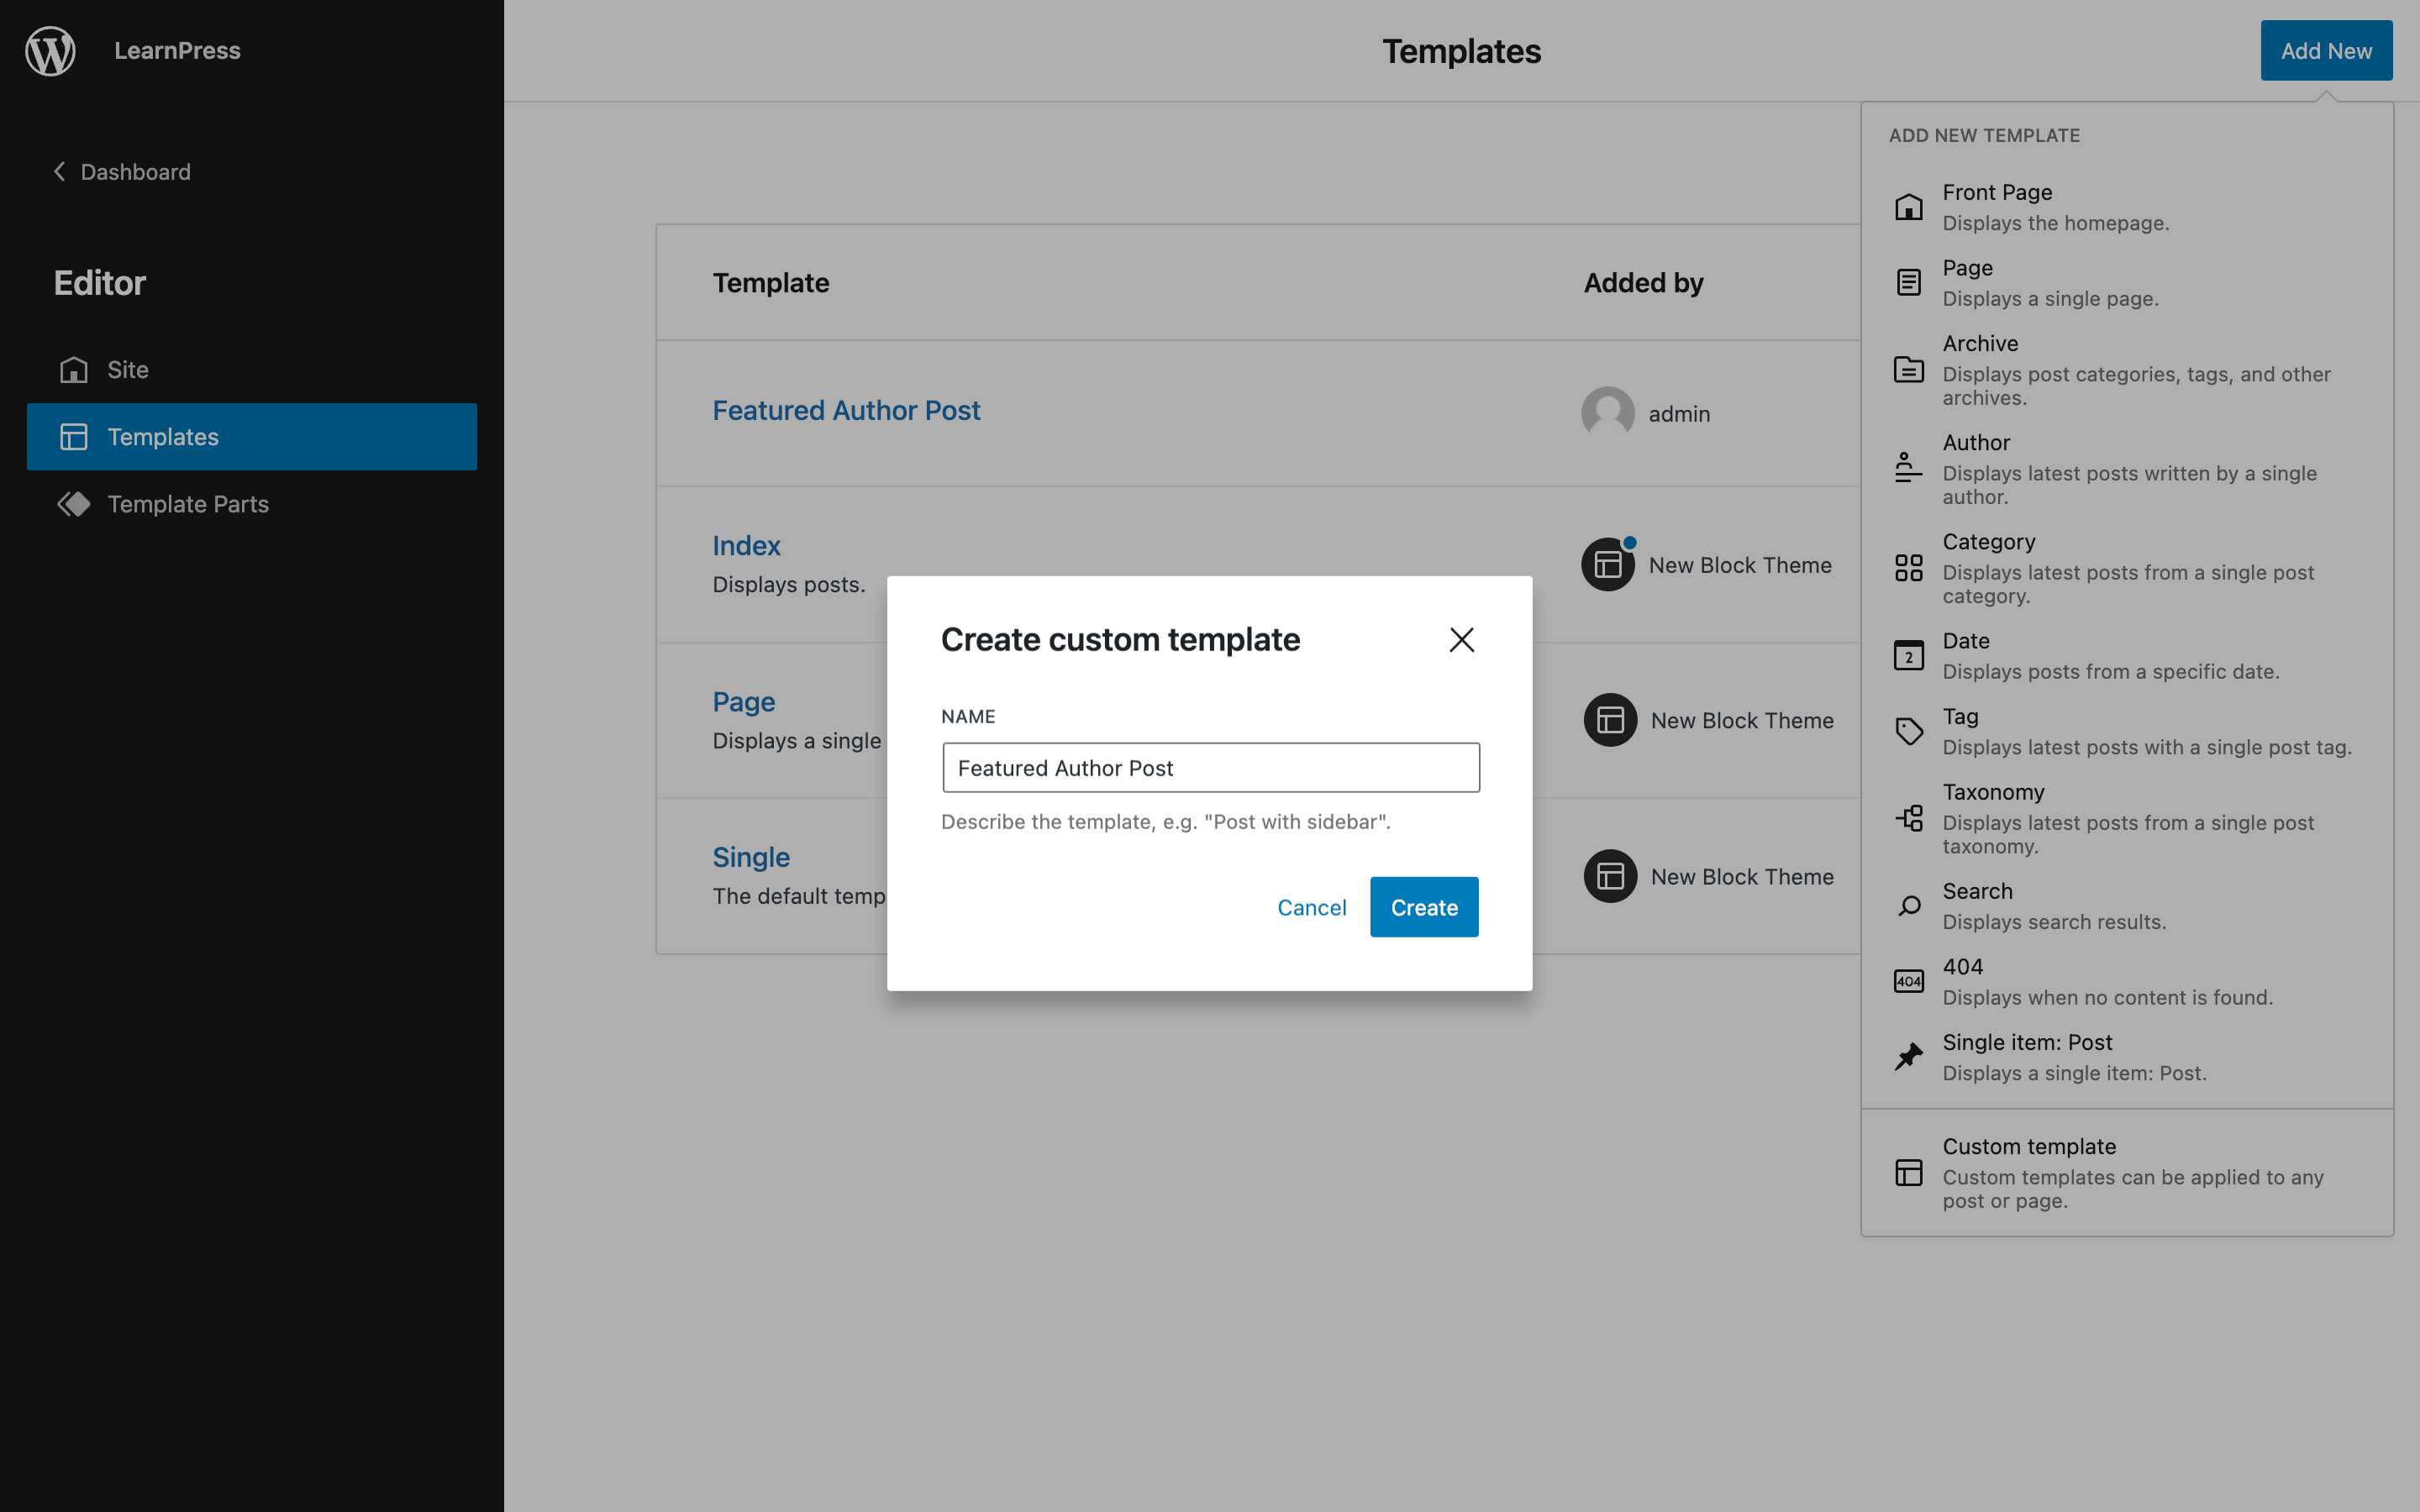 LearnPress
Dashboard
Editor
Site
Templates
Template Parts
Templates
Add New
Template
Added by
Featured Author Post
admin
Index
Displays posts.
New Block Theme
Page
Displays a single
New Block Theme
Single
The default temp
New Block Theme
Create custom template
NAME
Featured Author Post
Describe the template, e.g. "Post with sidebar".
Cancel
Create
ADD NEW TEMPLATE
Front Page
Displays the homepage.
Page
Displays a single page.
Archive
Displays post categories, tags, and other
archives.
Author
Displays latest posts written by a single
author.
Category
Displays latest posts from a single post
category.
2
Date
Displays posts from a specific date.
Tag
Displays latest posts with a single post tag.
Taxonomy
Displays latest posts from a single post
taxonomy.
Search
Displays search results.
404
404
Displays when no content is found.
Single item: Post
Displays a single item: Post.
Custom template
Custom templates can be applied to any
post or page.